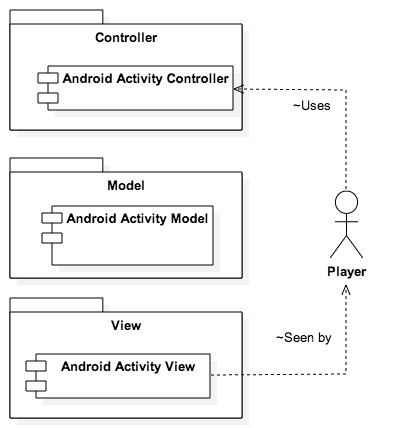 Controller
Android Activity Controller
~Uses
Model
Android Activity Model
Player
View
~Seen by
Android Activity View